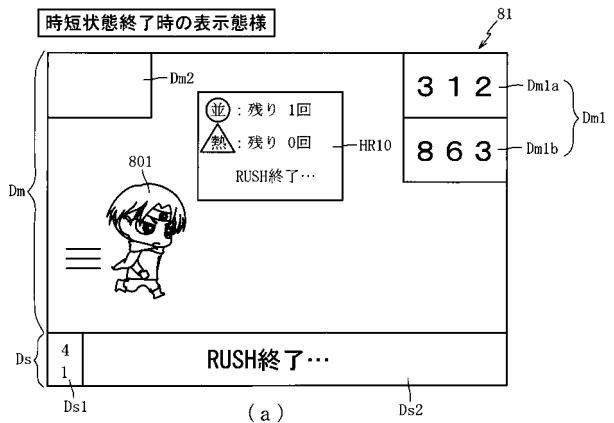 時短状態終了時の表示態様
81
Dm2
3 1 2
Dm1a
Dm1
並:残り 1回
熱:残り 0回
HR10
RUSH終了…
8 6 3
Dm1b
Dm
801
Ds
4
1
RUSH終了…
Ds1
(a)
Ds2